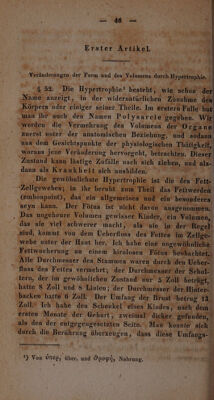 — 46 —
Erster Artikel.
Veränderungen der Form und des Volumens durch Hypertrophie.
§ 52. Die Hypertrophie¹ besteht, wie schon der
Name anzeigt, in der widernatürlichen Zunahme des
Körpers oder einiger seiner Theile. Im erstern Falle hat
man ihr auch den Namen Polysarcie gegeben. Wir
werden die Vermehrung des Volumens der Organe
zuerst unter der anatomischen Beziehung, und sodann
aus dem Gesichtspunkte der physiologischen Thätigkeit,
woraus jene Veränderung hervorgeht, betrachten. Dieser
Zustand kann lästige Zufälle nach sich ziehen, und als-
dann als Krankheit sich ausbilden.
Die gewöhnlichste Hypertrophie ist die des Fett-
Zellgewebes; in ihr beruht zum Theil das Fettwerden
(embonpoint), das ein allgemeines und ein besonderes
seyn kann. Der Fötus ist nicht davon ausgenommen.
Das ungeheure Volumen gewisser Kinder, ein Volumen,
das sie viel schwerer macht, als sie in der Regel
sind, kommt von dem Ueberfluss des Fettes im Zellge-
webe unter der Haut her. Ich habe eine ungewöhnliche
Fettwucherung an einem kropflosen Fötus beobachtet.
Alle Durchmesser des Stammes waren durch den Ueber-
fluss des Fettes vermehrt; der Durchmesser der Schul-
tern, der im gewöhnlichen Zustand nur 5 Zoll beträgt,
hatte 8 Zoll und 8 Linien; der Durchmesser der Hinter-
backen hatte 6 Zoll. Der Umfang der Brust betrug 13
Zoll. Ich habe den Schenkel eines Kindes, nach dem
ersten Monate der Geburt, zweimal dicker gefunden,
als den der entgegengesetzten Seite. Man konnte sich
durch die Berührung überzeugen, dass diese Umfangs-
¹) Von ὑπερ, über, und θροφή, Nahrung.